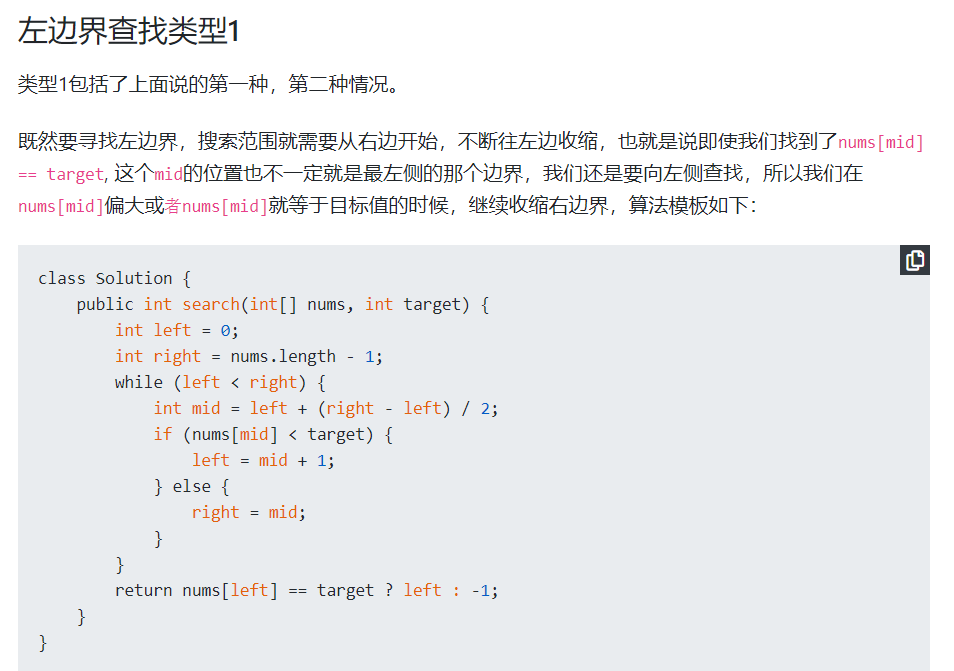 左边界查找类型1
类型1包括了上面说的第一种，第二种情况。
既然要寻找左边界，搜索范围就需要从右边开始，不断往左边收缩，也就是说即使我们找到了nums[mid]
== target, 这个mid的位置也不一定就是最左侧的那个边界，我们还是要向左侧查找，所以我们在
nums[mid]偏大或者nums[mid]就等于目标值的时候，继续收缩右边界，算法模板如下：
class Solution {
    public int search(int[] nums, int target) {
        int left = 0;
        int right = nums.length - 1;
        while (left < right) {
            int mid = left + (right - left) / 2;
            if (nums[mid] < target) {
                left = mid + 1;
            } else {
                right = mid;
            }
        }
        return nums[left] == target ? left : -1;
    }
}